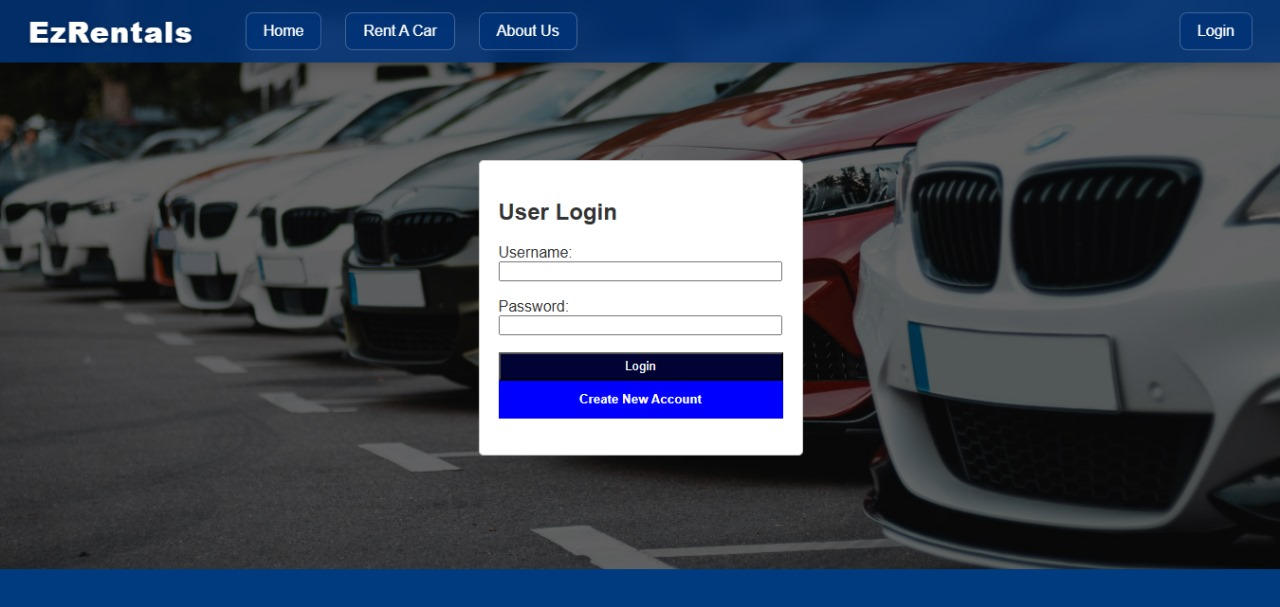 EzRentals
Home
Rent A Car
About Us
Login
User Login
Username:
Password:
Login
Create New Account